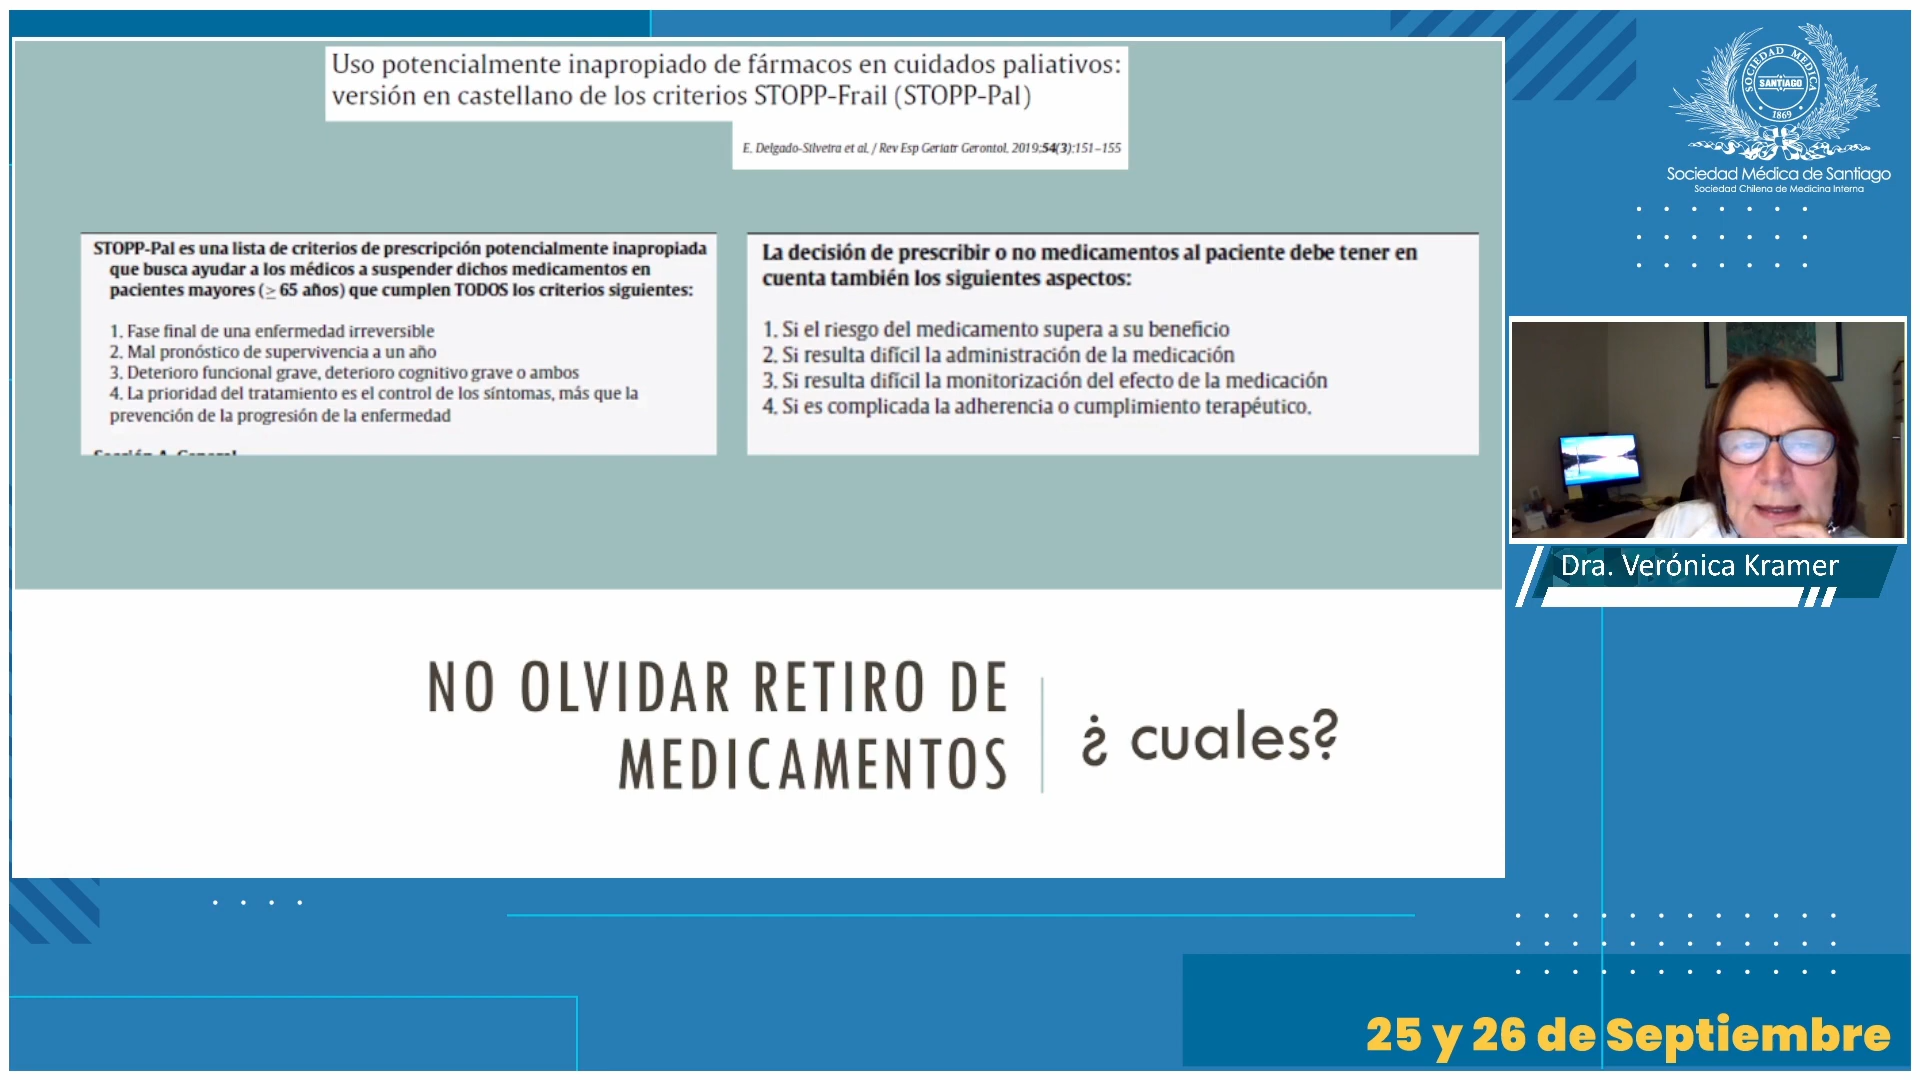 Uso potencialmente inapropiado de fármacos en cuidados paliativos:
versión en castellano de los criterios STOPP-Frail (STOPP-Pal)
E. Delgado-Silveira et al. / Rev Esp Geriatr Gerontol. 2019;54(3):151–155
STOPP-Pal es una lista de criterios de prescripción potencialmente inapropiada
que busca ayudar a los médicos a suspender dichos medicamentos en
pacientes mayores (≥ 65 años) que cumplen TODOS los criterios siguientes:
1. Fase final de una enfermedad irreversible
2. Mal pronóstico de supervivencia a un año
3. Deterioro funcional grave, deterioro cognitivo grave o ambos
4. La prioridad del tratamiento es el control de los síntomas, más que la
prevención de la progresión de la enfermedad
La decisión de prescribir o no medicamentos al paciente debe tener en
cuenta también los siguientes aspectos:
1. Si el riesgo del medicamento supera a su beneficio
2. Si resulta difícil la administración de la medicación
3. Si resulta difícil la monitorización del efecto de la medicación
4. Si es complicada la adherencia o cumplimiento terapéutico.
NO OLVIDAR RETIRO DE
MEDICAMENTOS
¿ cuales?
SOCIEDAD MEDICA
SANTIAGO
1869
Sociedad Médica de Santiago
Sociedad Chilena de Medicina Interna
Dra. Verónica Kramer
25 y 26 de Septiembre